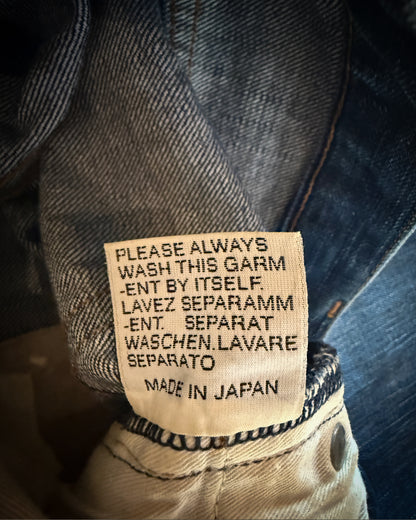 PLEASE ALWAYS
WASH THIS GARM
-ENT BY ITSELF.
LAVEZ SEPARAMM
-ENT. SEPARAT
WASCHEN.LAVARE
SEPARATO
MADE IN JAPAN